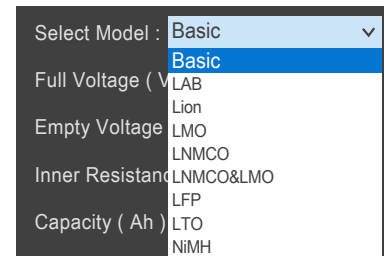 Select Model : Basic
Basic
Full Voltage ( V
LAB
Lion
Empty Voltage
LMO
LNMCO
Inner Resistanc
LNMCO&LMO
LFP
Capacity ( Ah )
LTO
NiMH